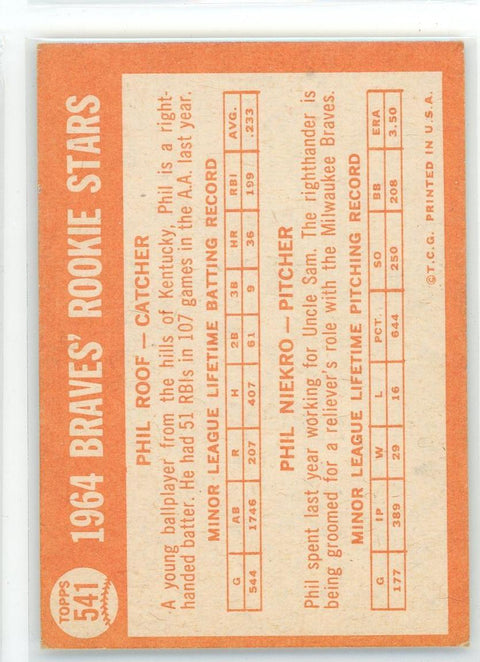 TOPPS
541
1964 BRAVES' ROOKIE STARS
PHIL ROOF — CATCHER
A young ballplayer from the hills of Kentucky, Phil is a right-
handed batter. He had 51 RBIs in 107 games in the A.A. last year.
MINOR LEAGUE LIFETIME BATTING RECORD
G AB R H 2B 3B HR RBI AVG.
544 1746 207 407 61 9 36 199 .233
PHIL NIEKRO — PITCHER
Phil spent last year working for Uncle Sam. The righthander is
being groomed for a reliever's role with the Milwaukee Braves.
MINOR LEAGUE LIFETIME PITCHING RECORD
G IP W L PCT. SO BB ERA
177 389 29 16 .644 250 208 3.50
©T.C.G. PRINTED IN U.S.A.